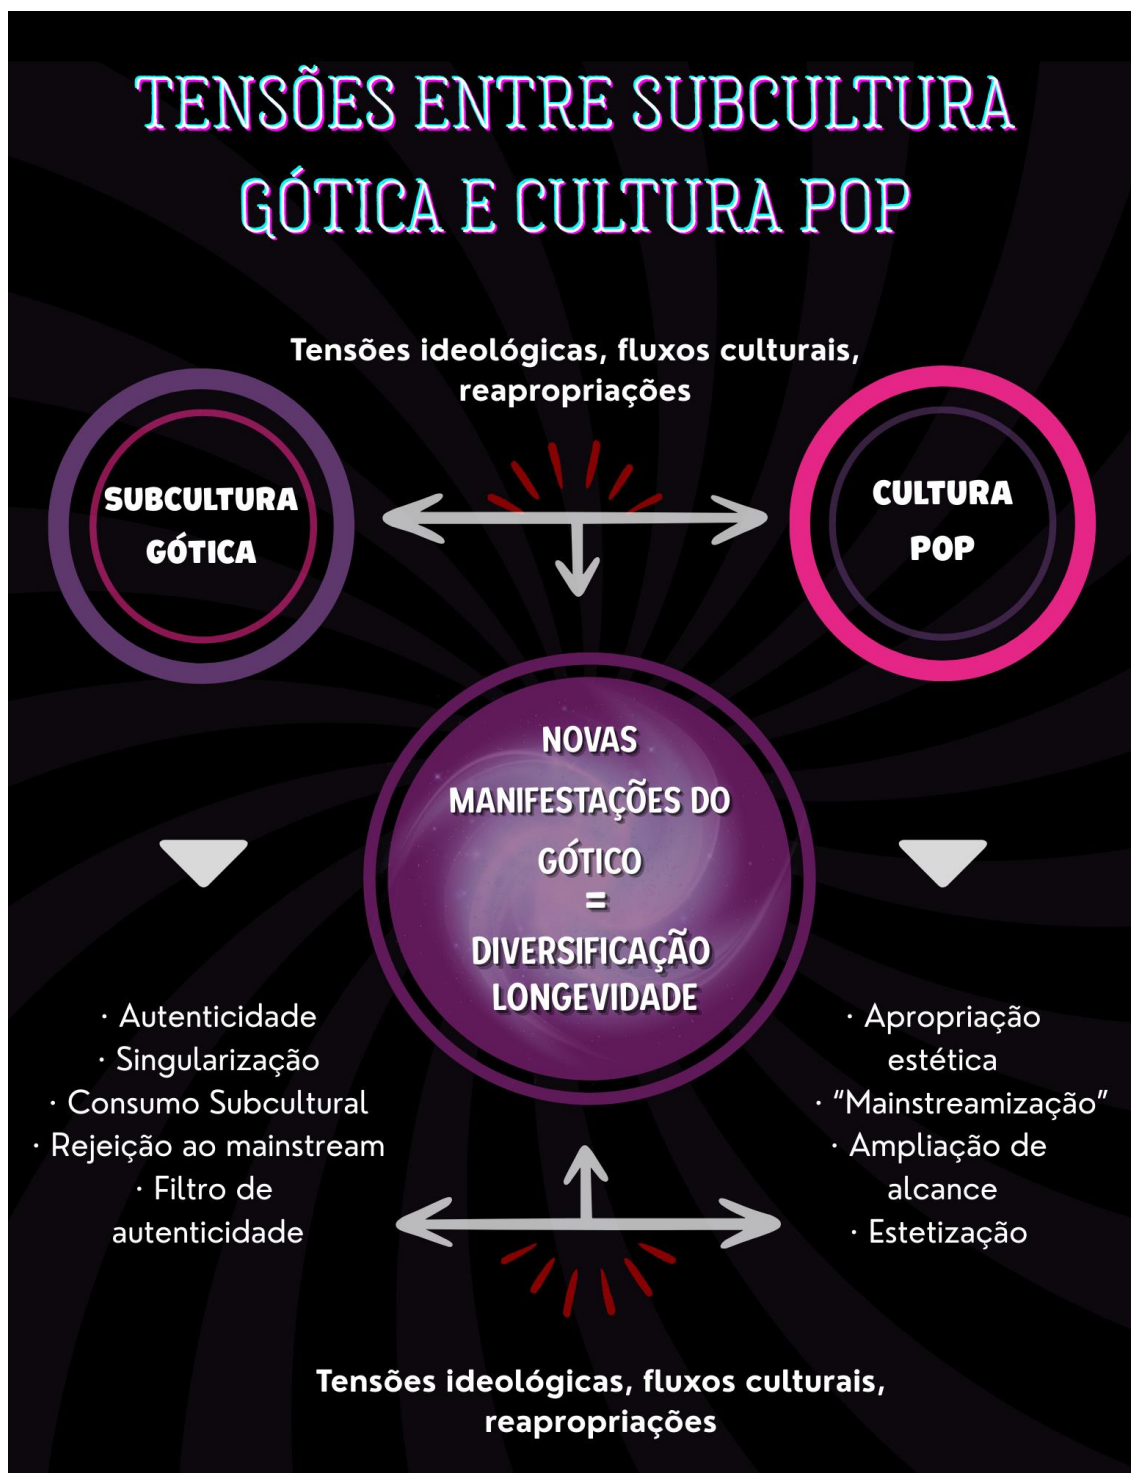 TENSÕES ENTRE SUBCULTURA
GÓTICA E CULTURA POP
Tensões ideológicas, fluxos culturais,
reapropriações
SUBCULTURA
GÓTICA
CULTURA
POP
NOVAS
MANIFESTAÇÕES DO
GÓTICO
=
DIVERSIFICAÇÃO
LONGEVIDADE
· Autenticidade
· Singularização
· Consumo Subcultural
· Rejeição ao mainstream
· Filtro de
autenticidade
· Apropriação
estética
· “Mainstreamização”
· Ampliação de
alcance
· Estetização
Tensões ideológicas, fluxos culturais,
reapropriações